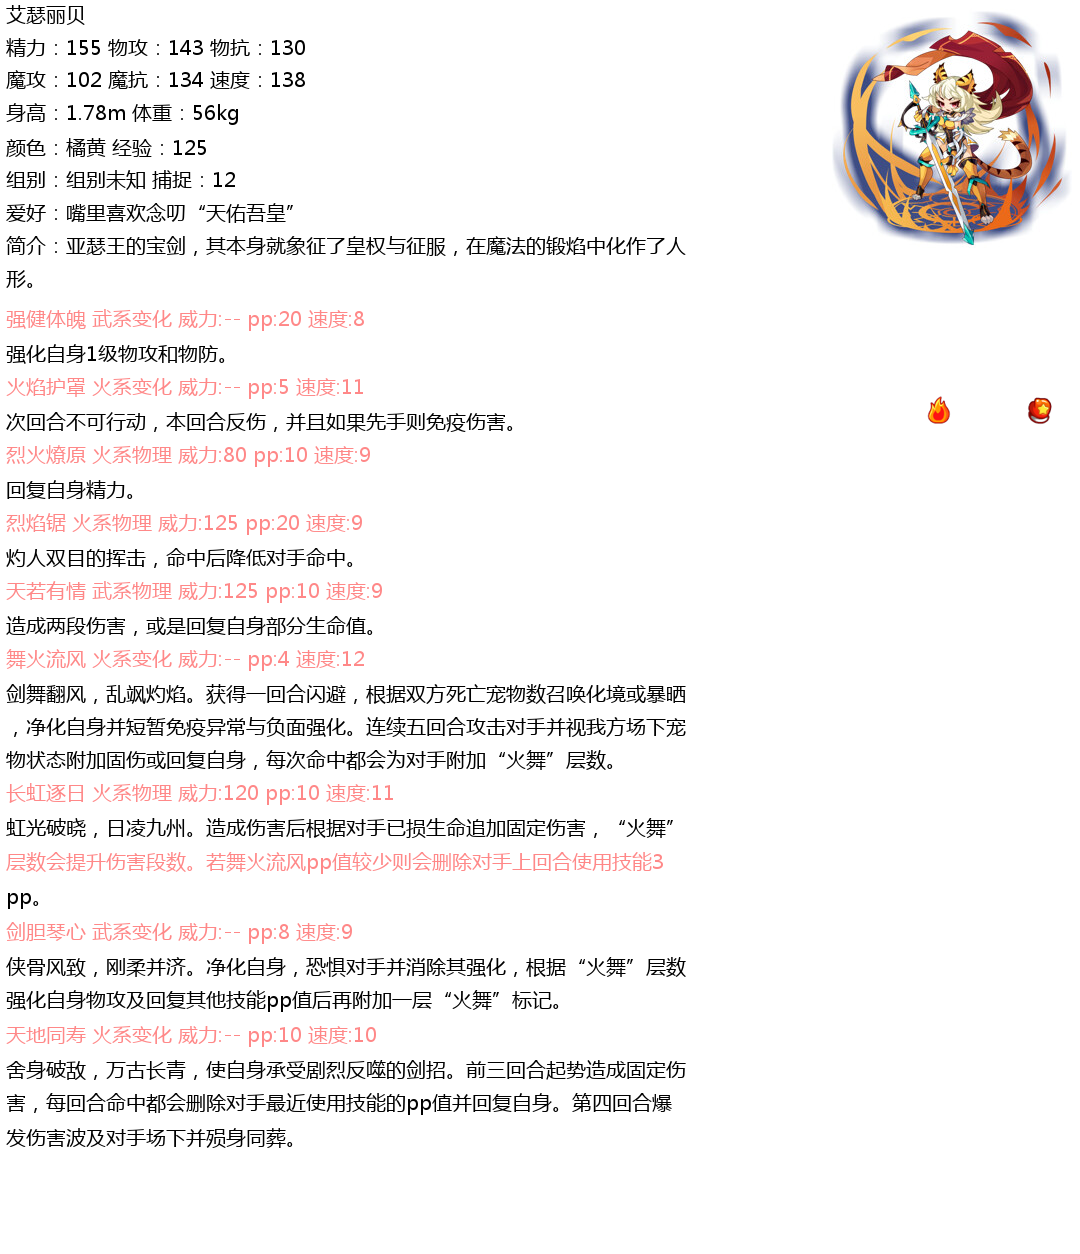 艾瑟丽贝
精力：155 物攻：143 物抗：130
魔攻：102 魔抗：134 速度：138
身高：1.78m 体重：56kg
颜色：橘黄 经验：125
组别：组别未知 捕捉：12
爱好：嘴里喜欢念叨“天佑吾皇”
简介：亚瑟王的宝剑，其本身就象征了皇权与征服，在魔法的锻焰中化作了人
形。
强健体魄 武系变化 威力:-- pp:20 速度:8
强化自身1级物攻和物防。
火焰护罩 火系变化 威力:-- pp:5 速度:11
次回合不可行动，本回合反伤，并且如果先手则免疫伤害。
烈火燎原 火系物理 威力:80 pp:10 速度:9
回复自身精力。
烈焰锯 火系物理 威力:125 pp:20 速度:9
灼人双目的挥击，命中后降低对手命中。
天若有情 武系物理 威力:125 pp:10 速度:9
造成两段伤害，或是回复自身部分生命值。
舞火流风 火系变化 威力:-- pp:4 速度:12
剑舞翻风，乱飒灼焰。获得一回合闪避，根据双方死亡宠物数召唤化境或暴晒
，净化自身并短暂免疫异常与负面强化。连续五回合攻击对手并视我方场下宠
物状态附加固伤或回复自身，每次命中都会为对手附加“火舞”层数。
长虹逐日 火系物理 威力:120 pp:10 速度:11
虹光破晓，日凌九州。造成伤害后根据对手已损生命追加固定伤害，“火舞”
层数会提升伤害段数。若舞火流风pp值较少则会删除对手上回合使用技能3
pp。
剑胆琴心 武系变化 威力:-- pp:8 速度:9
侠骨风致，刚柔并济。净化自身，恐惧对手并消除其强化，根据“火舞”层数
强化自身物攻及回复其他技能pp值后再附加一层“火舞”标记。
天地同寿 火系变化 威力:-- pp:10 速度:10
舍身破敌，万古长青，使自身承受剧烈反噬的剑招。前三回合起势造成固定伤
害，每回合命中都会删除对手最近使用技能的pp值并回复自身。第四回合爆
发伤害波及对手场下并殒身同葬。